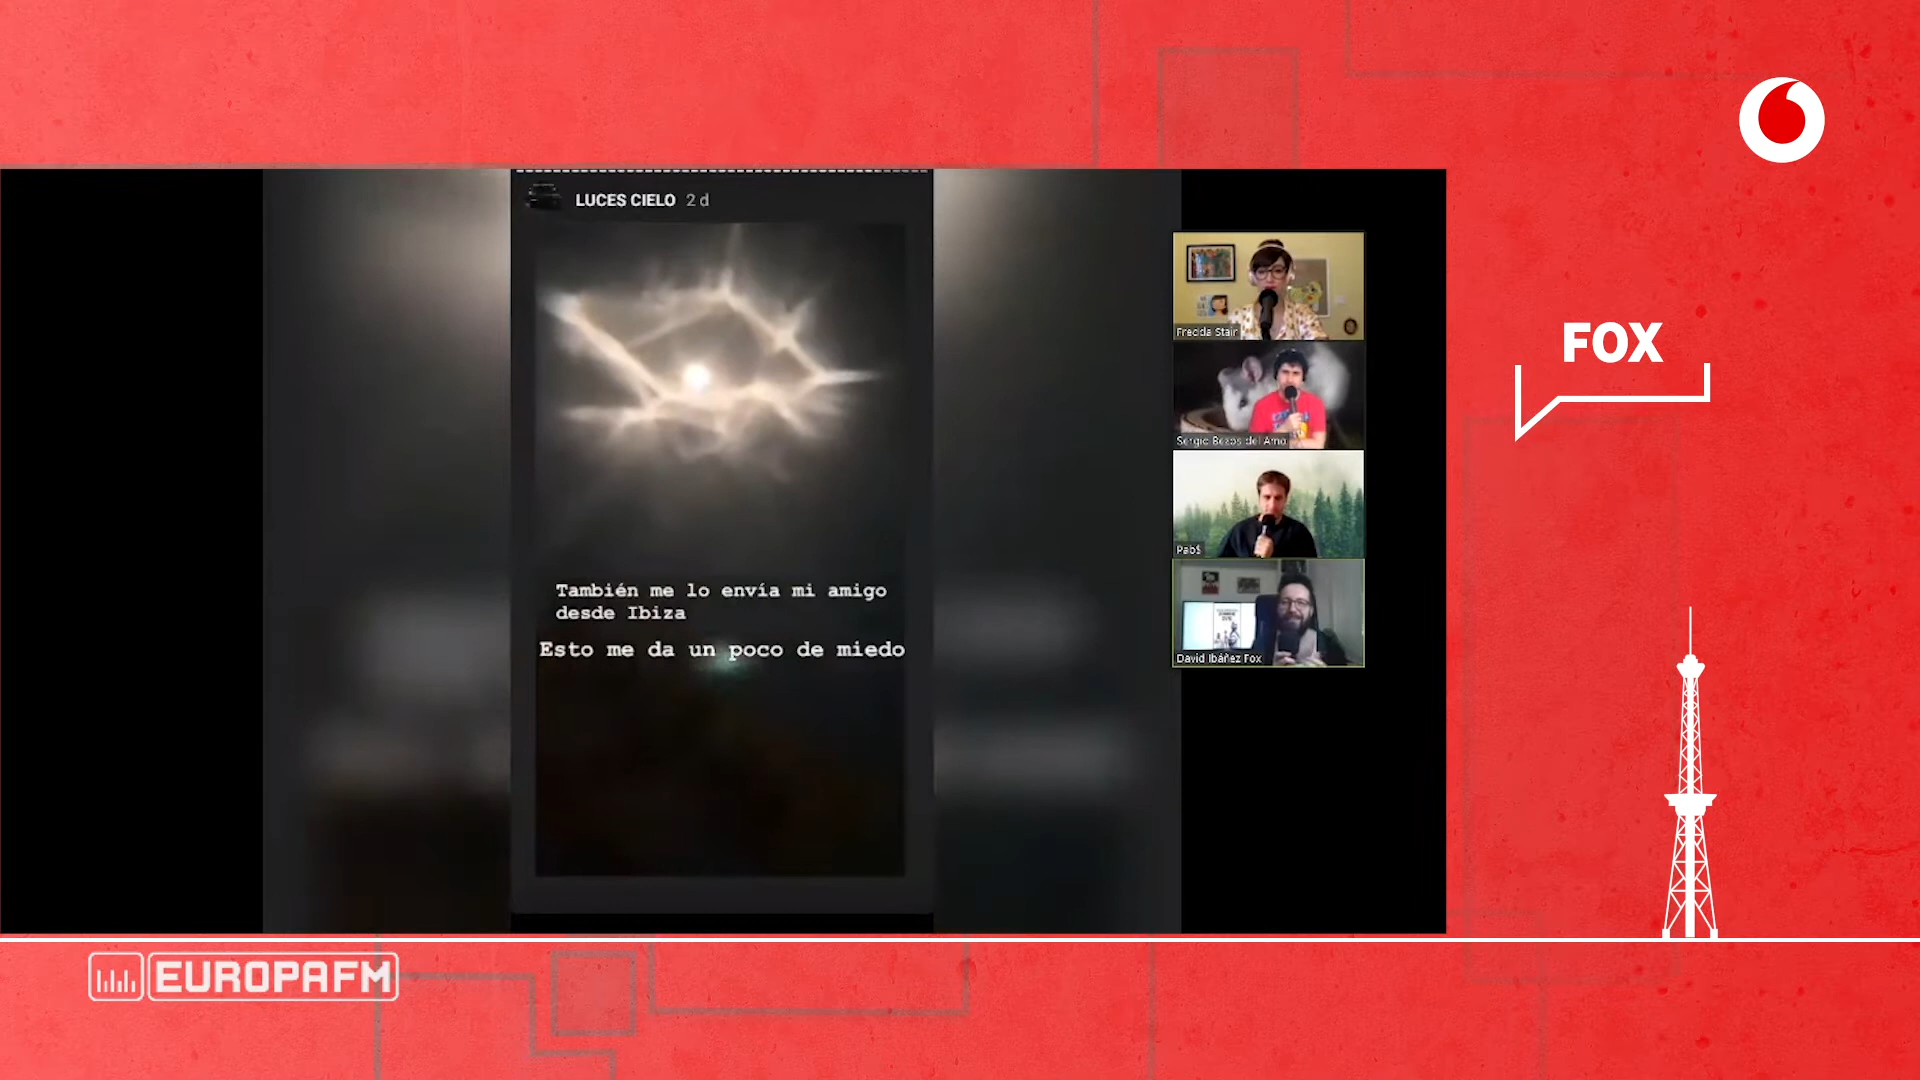 LUCES CIELO 2 d
También me lo envía mi amigo
desde Ibiza
Esto me da un poco de miedo
Fredda Stair
Sergio Bezos del Amo
Pab$
David Ibáñez Fox
FOX
EUROPAFM